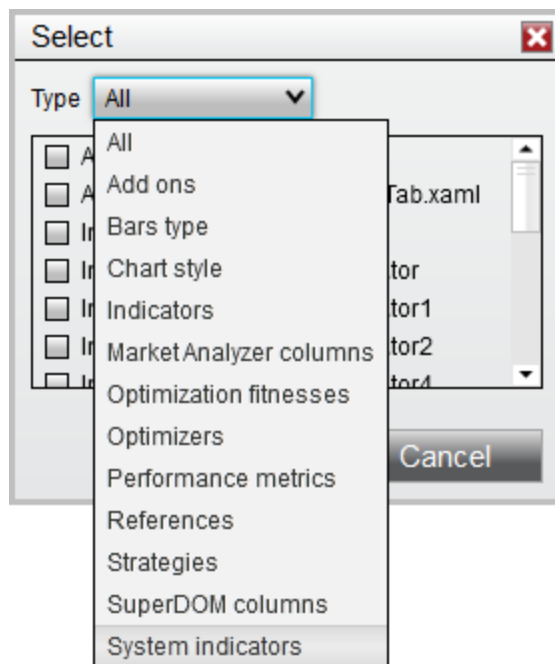 Select
Type All
All
Add ons
Bars type
Chart style
Indicators
Market Analyzer columns
Optimization fitnesses
Optimizers
Performance metrics
References
Strategies
SuperDOM columns
System indicators
Tab.xaml
tor
tor1
tor2
tor4
Cancel